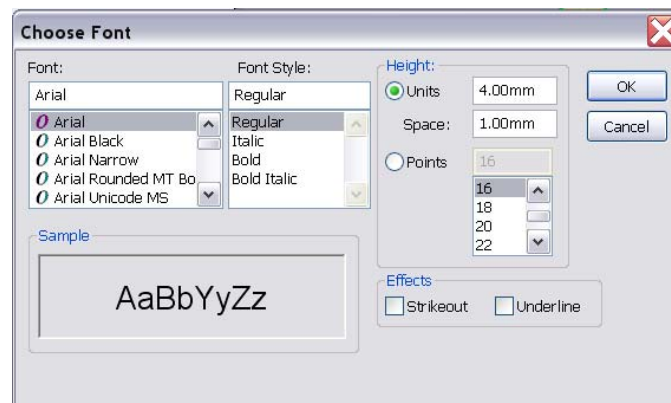 Choose Font
Font:
Arial
Arial
Arial Black
Arial Narrow
Arial Rounded MT Bo
Arial Unicode MS
Font Style:
Regular
Regular
Italic
Bold
Bold Italic
Height:
Units 4.00mm
Space: 1.00mm
Points 16
16
18
20
22
OK
Cancel
Sample
AaBbYyZz
Effects
Strikeout Underline